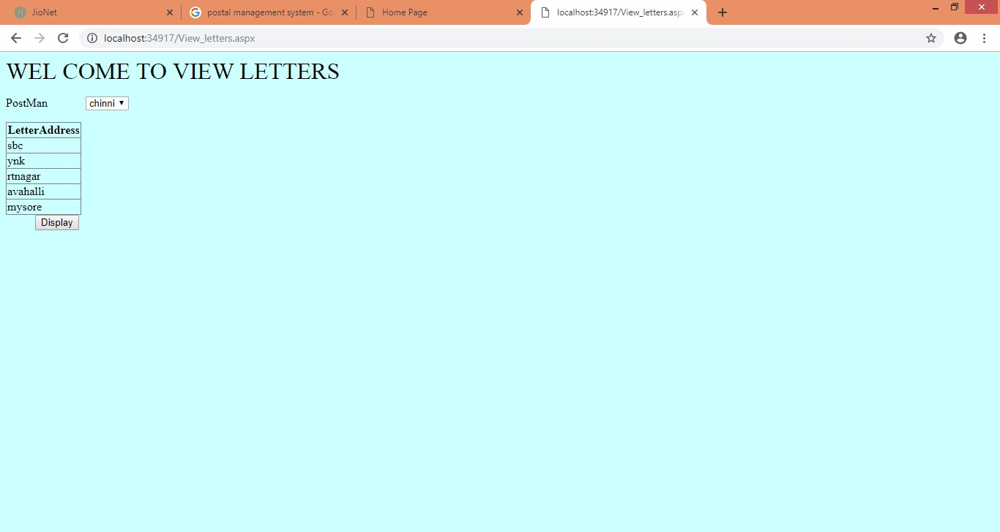 JioNet
postal management system - Go
Home Page
localhost:34917/View_letters.asp
localhost:34917/View_letters.aspx
WEL COME TO VIEW LETTERS
PostMan chinni
LetterAddress
sbc
ynk
rtnagar
avahalli
mysore
Display